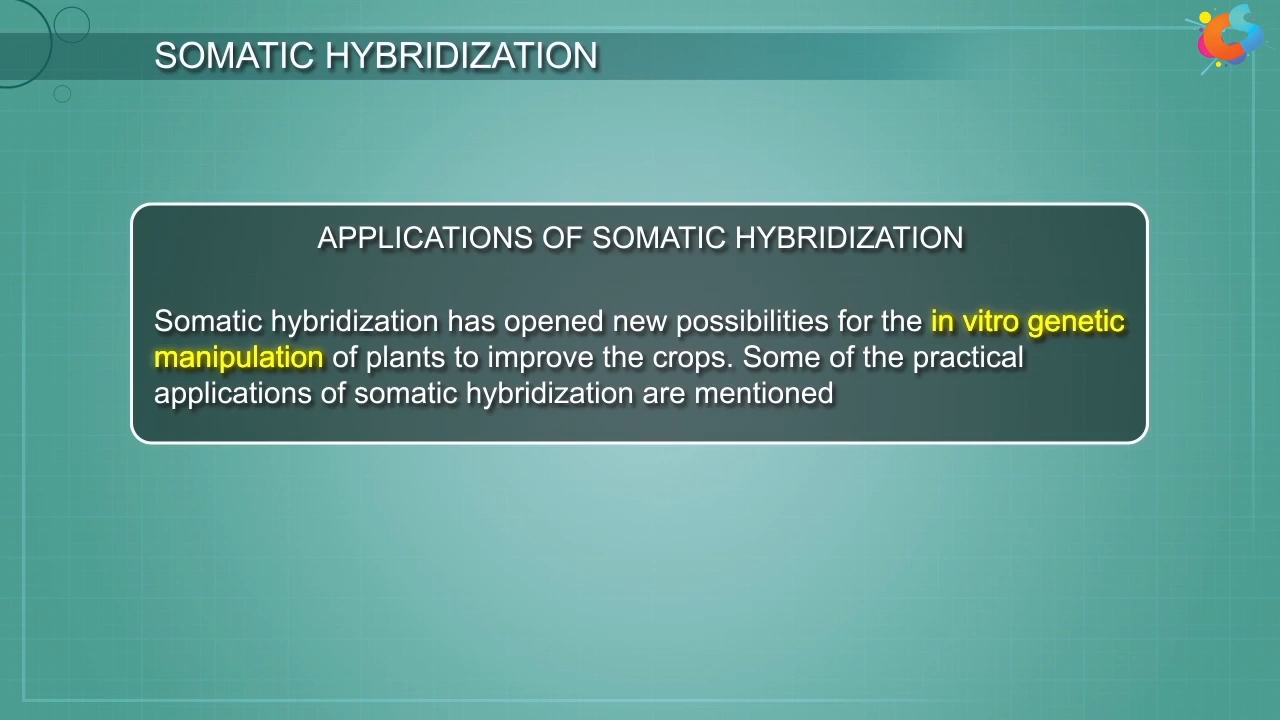 SOMATIC HYBRIDIZATION
APPLICATIONS OF SOMATIC HYBRIDIZATION
Somatic hybridization has opened new possibilities for the in vitro genetic
manipulation of plants to improve the crops. Some of the practical
applications of somatic hybridization are mentioned